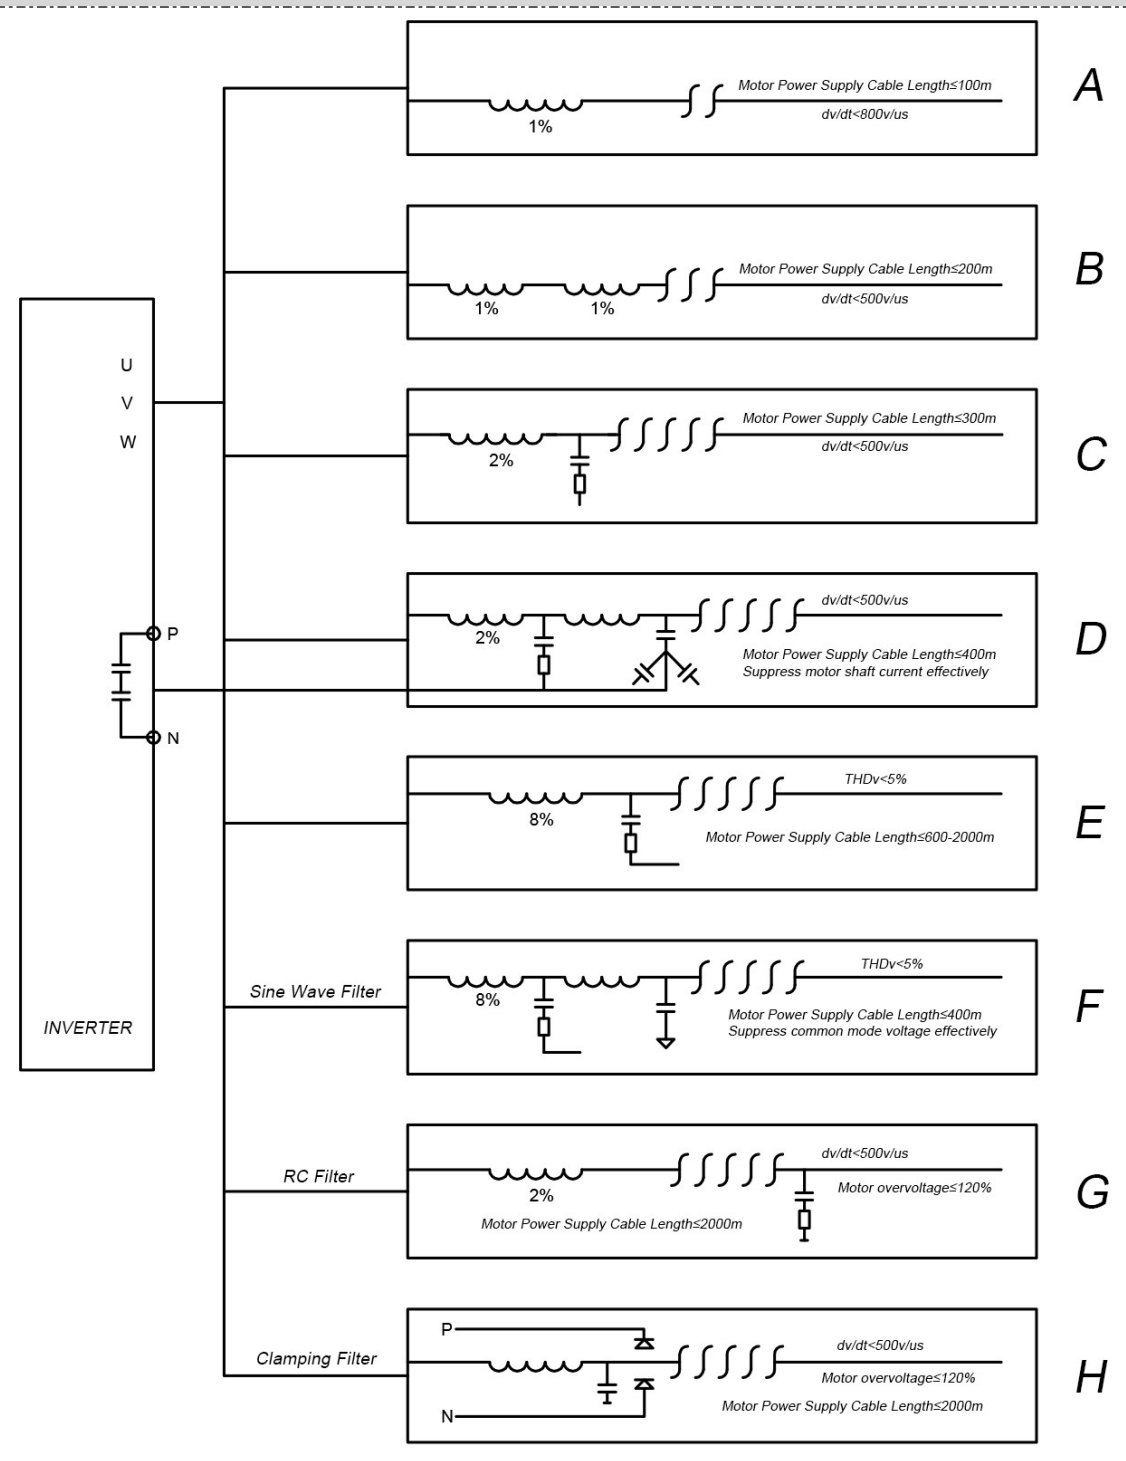 Motor Power Supply Cable Length≤100m
A
dv/dt<800v/us
1%
Motor Power Supply Cable Length≤200m
B
dv/dt<500v/us
1%
1%
U
V
W
Motor Power Supply Cable Length≤300m
dv/dt<500v/us
C
2%
P
N
dv/dt<500v/us
2%
D
Motor Power Supply Cable Length≤400m
Suppress motor shaft current effectively
THDv<5%
8%
E
Motor Power Supply Cable Length≤600-2000m
INVERTER
Sine Wave Filter
THDv<5%
8%
F
Motor Power Supply Cable Length≤400m
Suppress common mode voltage effectively
RC Filter
dv/dt<500v/us
2%
Motor overvoltage≤120%
G
Motor Power Supply Cable Length≤2000m
Clamping Filter
P
N
dv/dt<500v/us
Motor overvoltage≤120%
H
Motor Power Supply Cable Length≤2000m